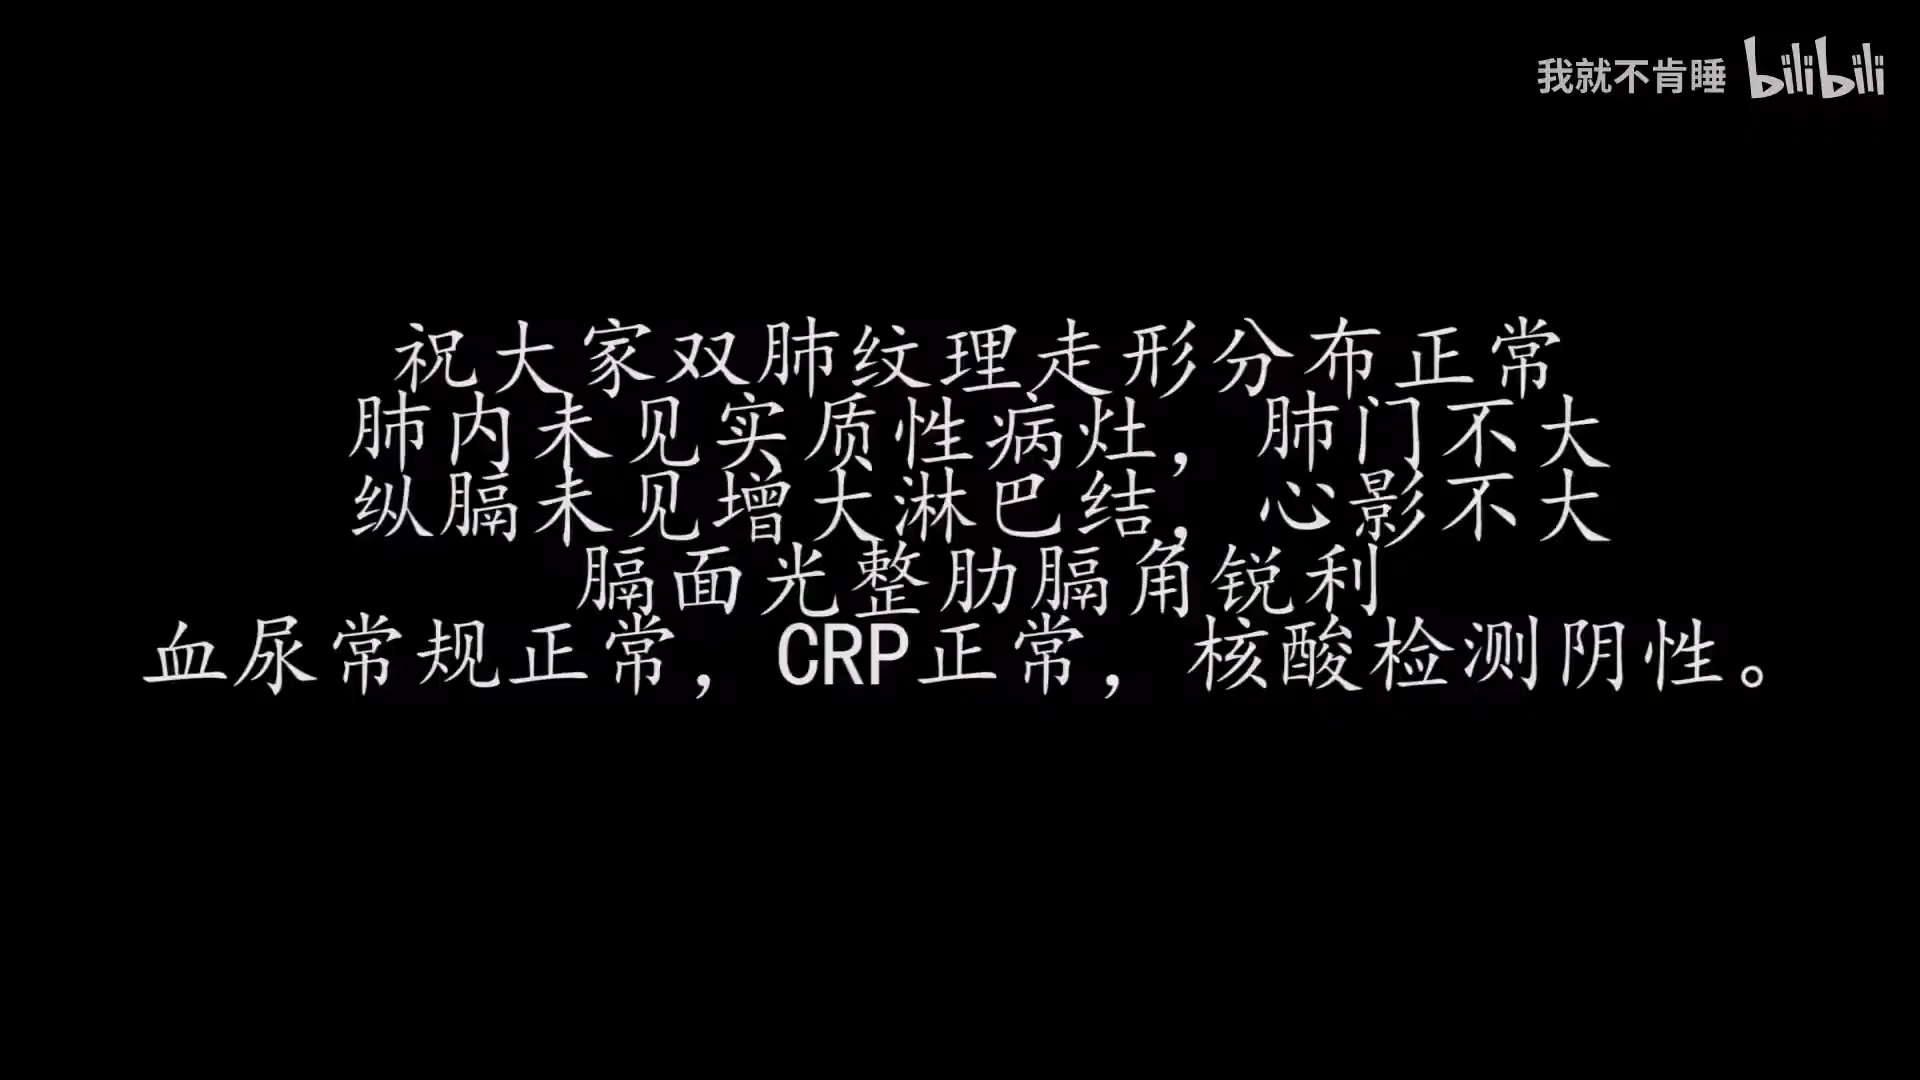 我就不肯睡 bilibili
祝大家双肺纹理走形分布正常
肺内未见实质性病灶，肺门不大
纵膈未见增大淋巴结，心影不大
膈面光整肋膈角锐利
血尿常规正常，CRP正常，核酸检测阴性。